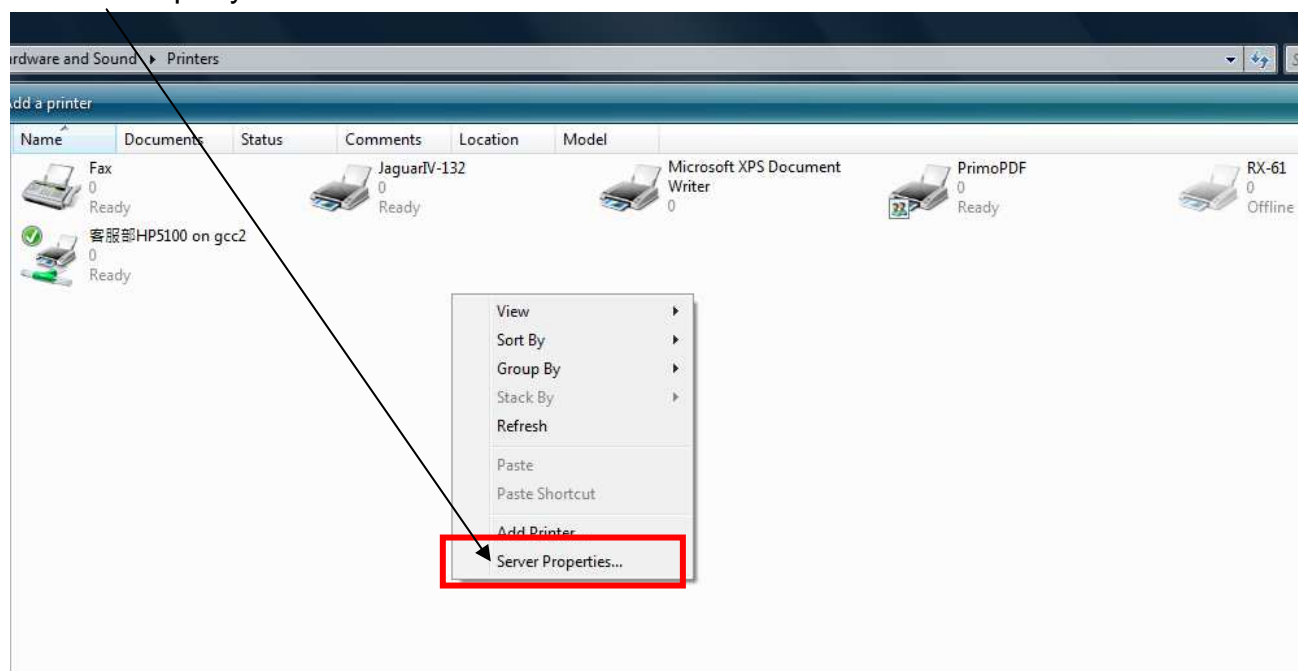 ardware and Sound ▸ Printers
Add a printer
Name Documents Status Comments Location Model
Fax
0
Ready
JaguarIV-132
0
Ready
Microsoft XPS Document
Writer
0
PrimoPDF
0
Ready
RX-61
0
Offline
客服部HP5100 on gcc2
0
Ready
View
Sort By
Group By
Stack By
Refresh
Paste
Paste Shortcut
Add Printer
Server Properties...